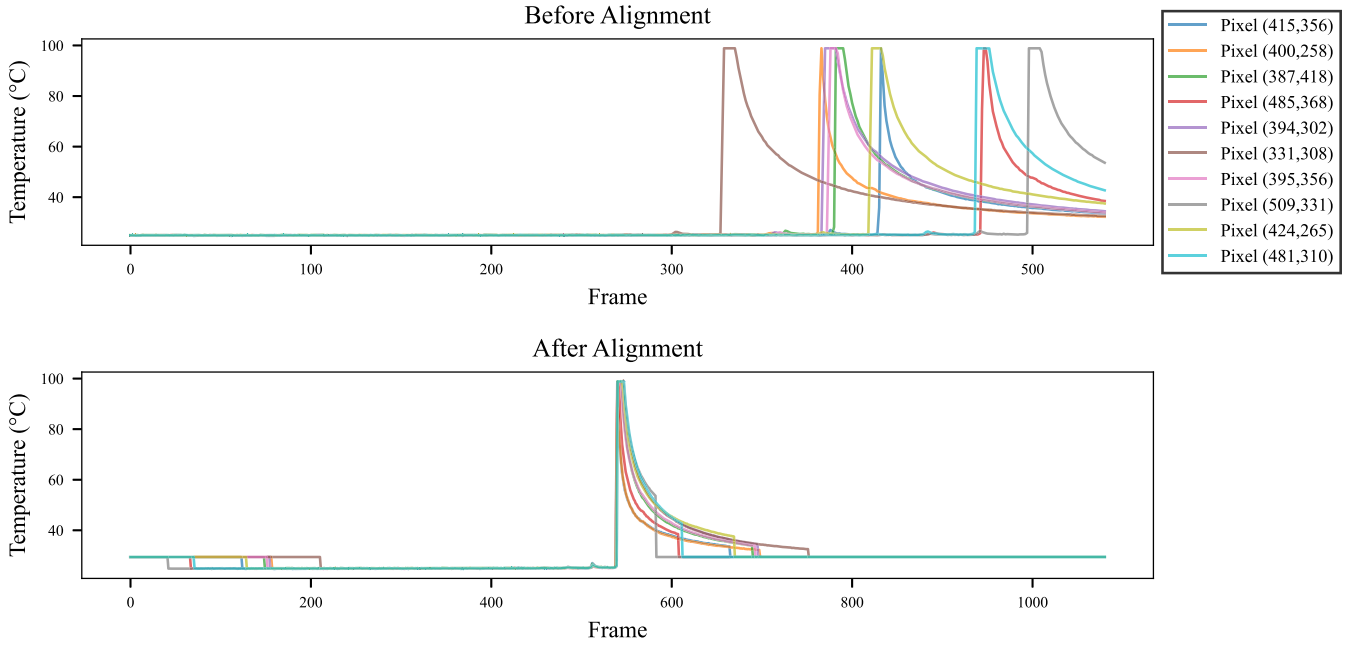 Before Alignment
100
80
60
40
Temperature (°C)
0
100
200
300
400
500
Frame
Pixel (415,356)
Pixel (400,258)
Pixel (387,418)
Pixel (485,368)
Pixel (394,302)
Pixel (331,308)
Pixel (395,356)
Pixel (509,331)
Pixel (424,265)
Pixel (481,310)
After Alignment
100
80
60
40
Temperature (°C)
0
200
400
600
800
1000
Frame